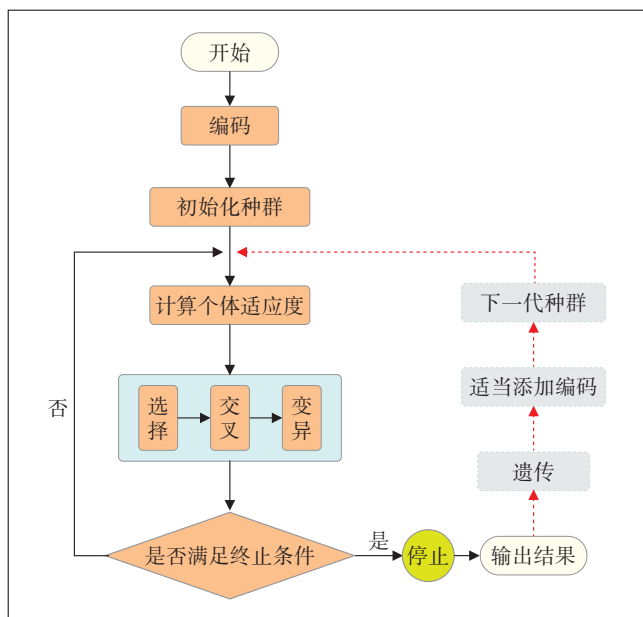 开始
编码
初始化种群
计算个体适应度
下一代种群
选择
交叉
变异
适当添加编码
否
遗传
是否满足终止条件
是
停止
输出结果